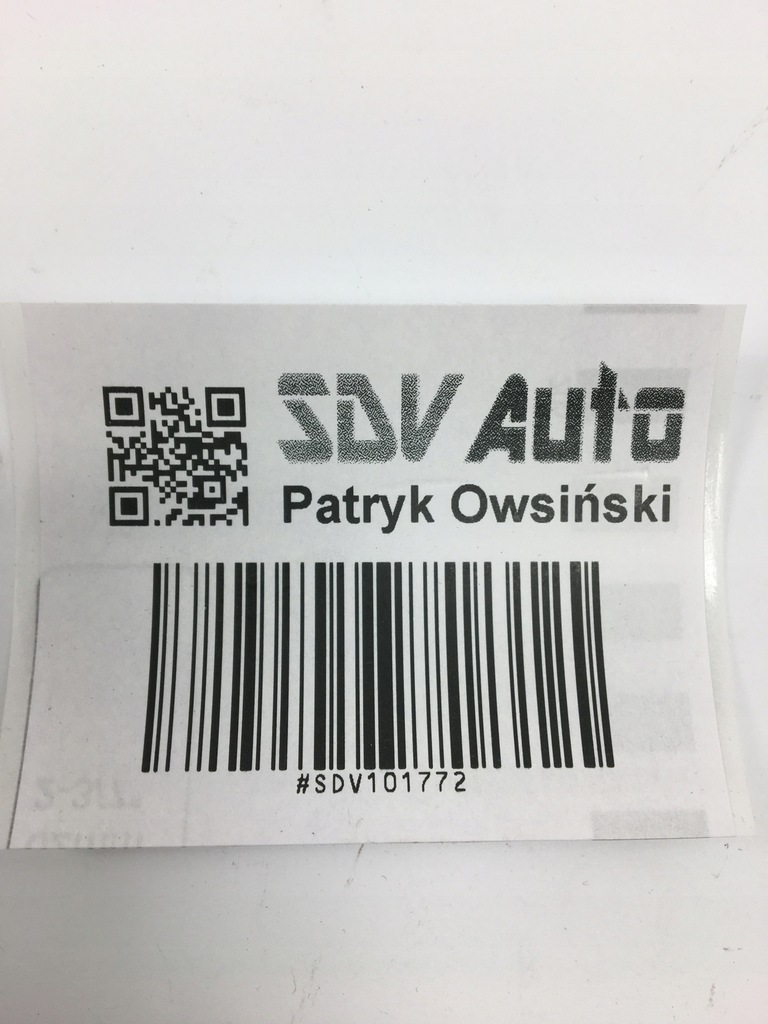 SDV Auto
Patryk Owsiński
#SDV101772